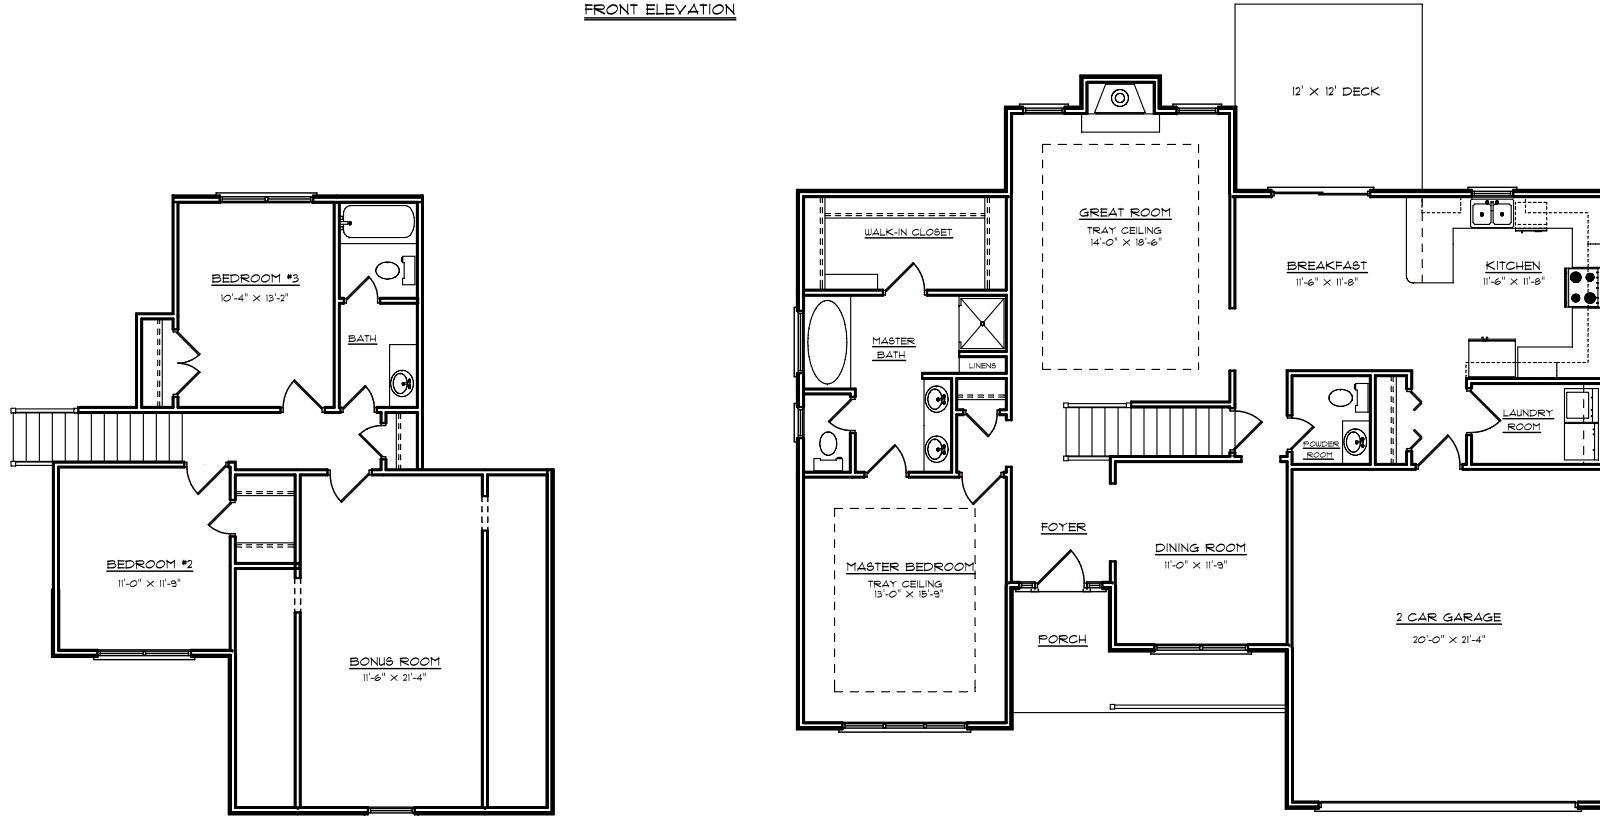 FRONT ELEVATION
BEDROOM #3
10'-4" X 13'-2"
BATH
BEDROOM #2
11'-0" X 11'-9"
BONUS ROOM
11'-6" X 21'-4"
12' X 12' DECK
GREAT ROOM
TRAY CEILING
14'-0" X 18'-6"
WALK-IN CLOSET
BREAKFAST
11'-6" X 11'-8"
KITCHEN
11'-6" X 11'-8"
MASTER
BATH
LINENS
LAUNDRY
ROOM
POWDER
ROOM
FOYER
DINING ROOM
11'-0" X 11'-9"
MASTER BEDROOM
TRAY CEILING
13'-0" X 15'-9"
PORCH
2 CAR GARAGE
20'-0" X 21'-4"